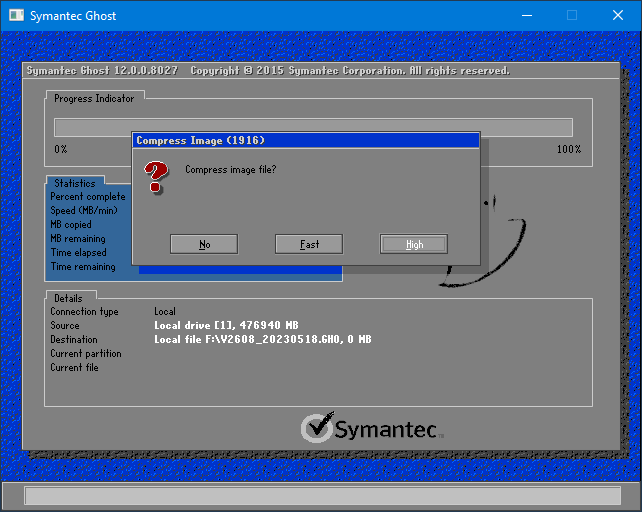 Symantec Ghost
Symantec Ghost 12.0.0.8027 Copyright © 2015 Symantec Corporation. All rights reserved.
Progress Indicator
0%
100%
Compress Image (1916)
Compress image file?
No
Fast
High
Statistics
Percent complete
Speed (MB/min)
MB copied
MB remaining
Time elapsed
Time remaining
Details
Connection type Local
Source Local drive [1], 476940 MB
Destination Local file F:\V2608_20230518.GHO, 0 MB
Current partition
Current file
Symantec